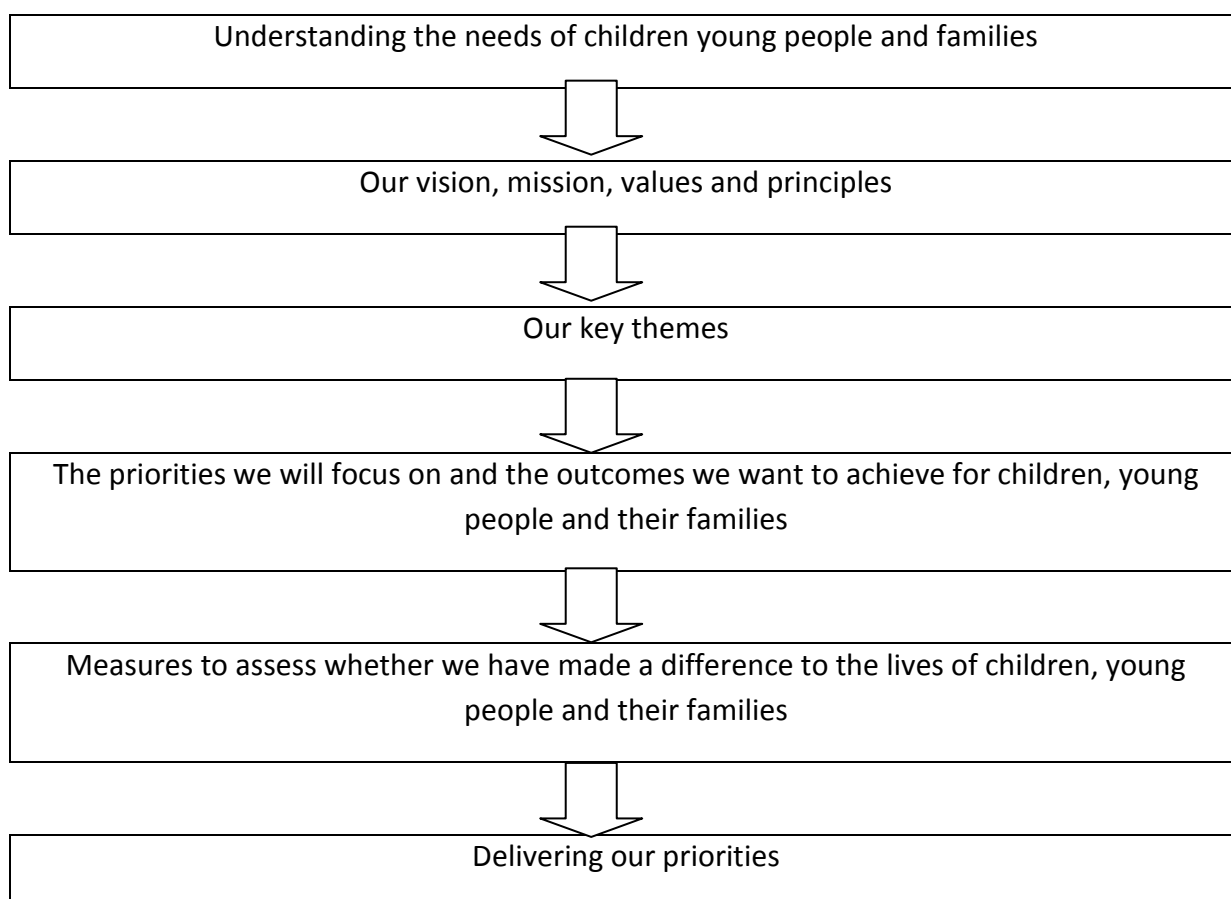 Understanding the needs of children young people and families
Our vision, mission, values and principles
Our key themes
The priorities we will focus on and the outcomes we want to achieve for children, young
people and their families
Measures to assess whether we have made a difference to the lives of children, young
people and their families
Delivering our priorities